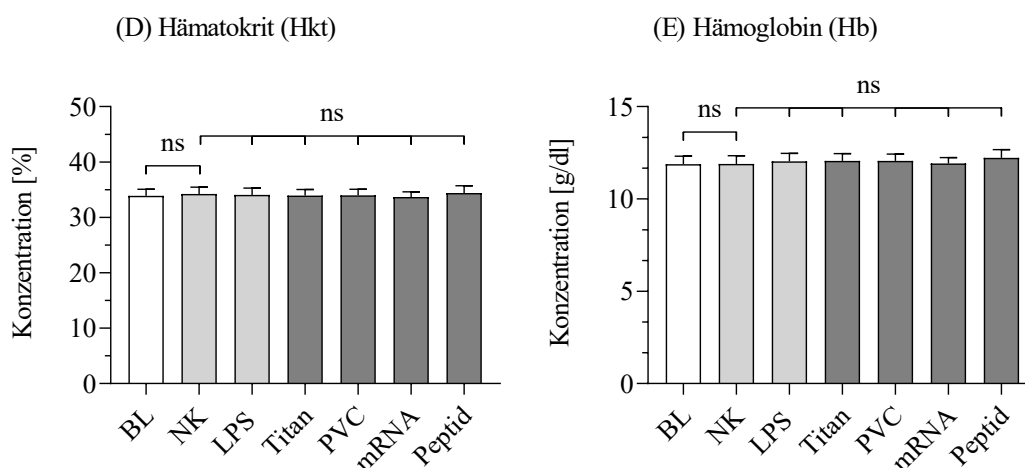 (D) Hämatokrit (Hkt)
Konzentration [%]
50
40
30
20
10
0
ns
ns
BL
NK
LPS
Titan
PVC
mRNA
Peptid
(E) Hämoglobin (Hb)
Konzentration [g/dl]
15
10
5
0
ns
ns
BL
NK
LPS
Titan
PVC
mRNA
Peptid